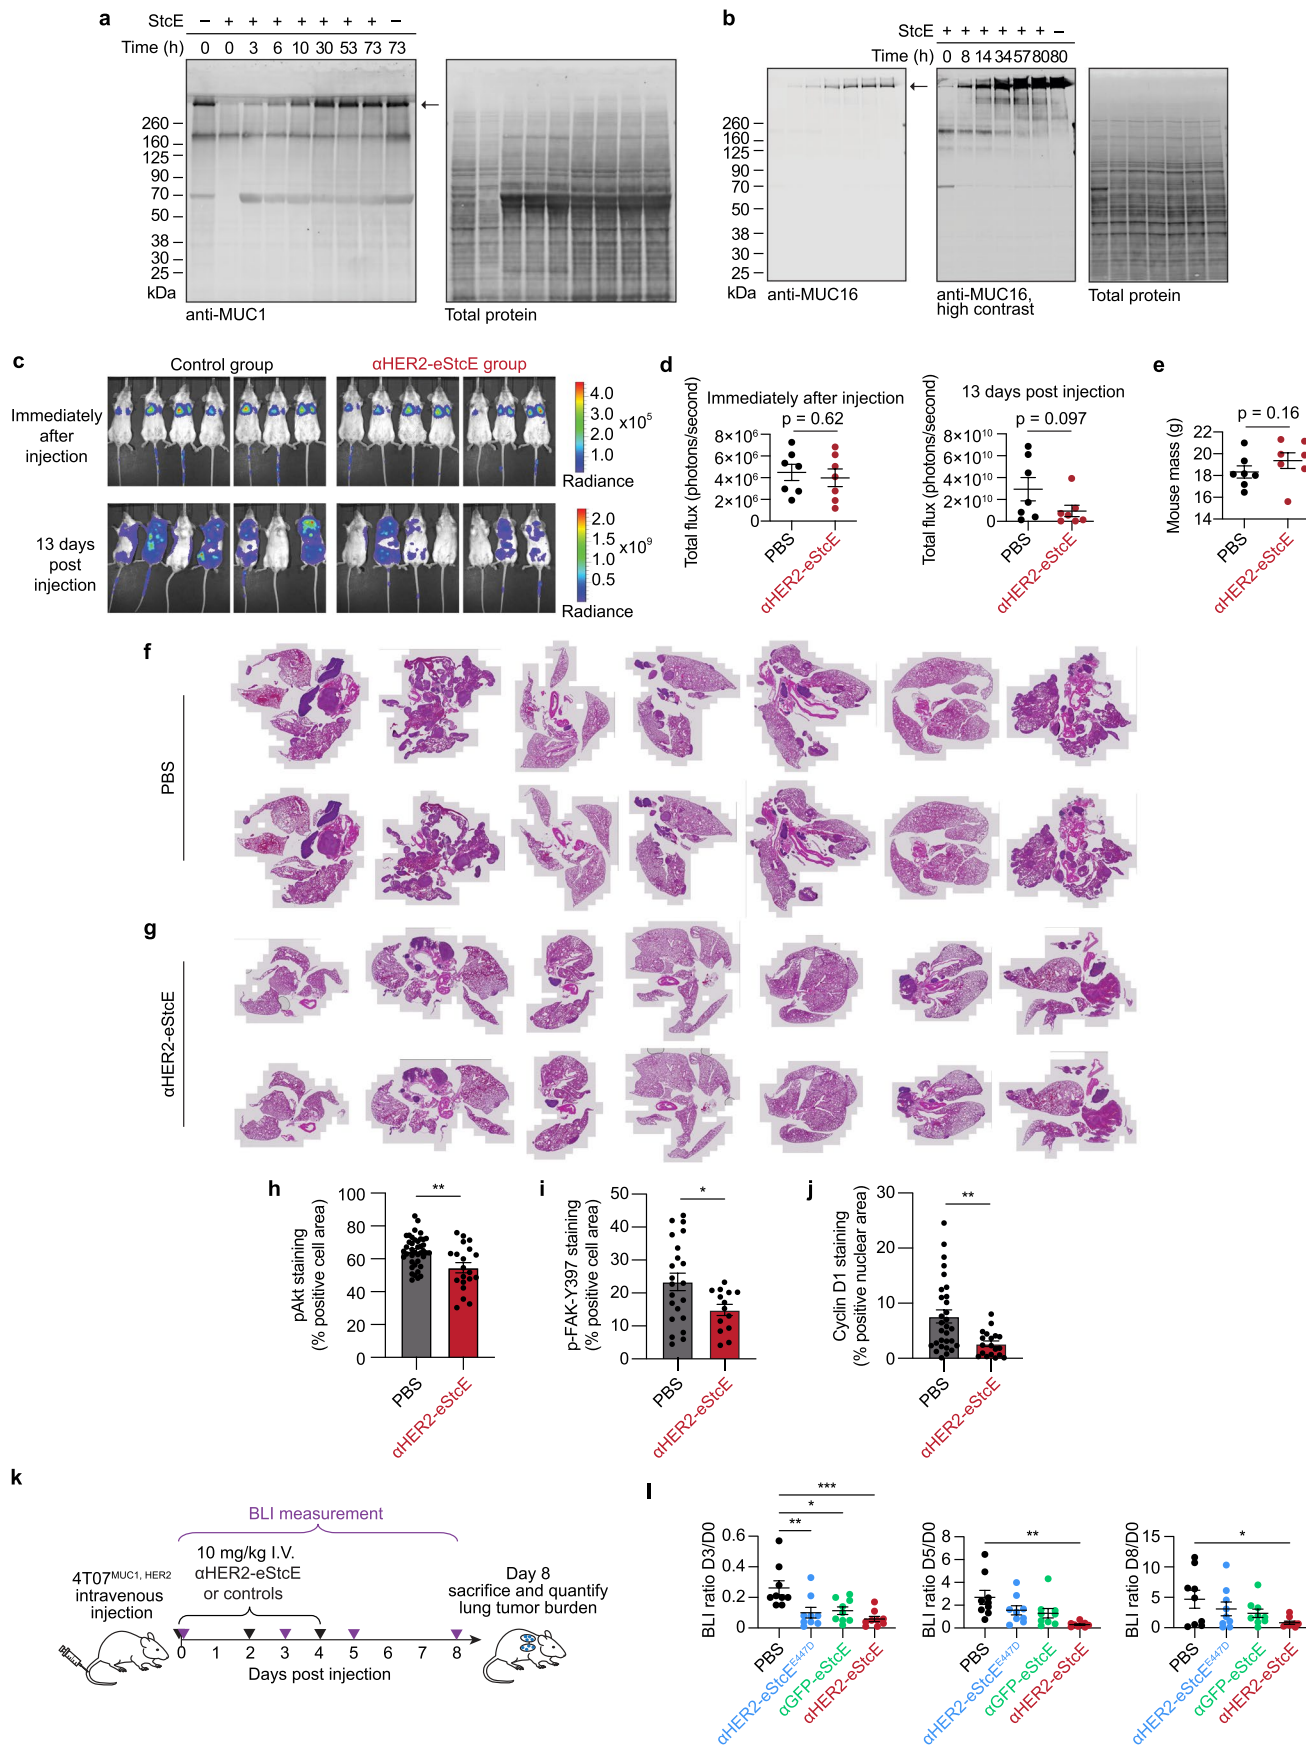 a
StcE − + + + + + + + −
Time (h) 0 0 3 6 10 30 53 73 73
260
160
125
90
70
50
38
30
25
kDa
anti-MUC1
Total protein
←
b
StcE + + + + + + −
Time (h) 0 8 14 34 57 80 80
260
160
125
90
70
50
38
30
25
kDa
anti-MUC16
←
anti-MUC16,
high contrast
Total protein
c
Control group
αHER2-eStcE group
Immediately
after
injection
4.0
3.0
2.0
1.0
x10⁵
Radiance
13 days
post
injection
2.0
1.5
1.0
0.5
x10⁹
Radiance
d
Immediately after injection
p = 0.62
Total flux (photons/second)
8×10⁶
6×10⁶
4×10⁶
2×10⁶
0
PBS
αHER2-eStcE
13 days post injection
p = 0.097
Total flux (photons/second)
8×10¹⁰
6×10¹⁰
4×10¹⁰
2×10¹⁰
0
PBS
αHER2-eStcE
e
p = 0.16
Mouse mass (g)
22
20
18
16
14
PBS
αHER2-eStcE
f
PBS
g
αHER2-eStcE
h
**
pAkt staining
(% positive cell area)
100
80
60
40
20
0
PBS
αHER2-eStcE
i
*
p-FAK-Y397 staining
(% positive cell area)
50
40
30
20
10
0
PBS
αHER2-eStcE
j
**
Cyclin D1 staining
(% positive nuclear area)
30
20
10
0
PBS
αHER2-eStcE
k
BLI measurement
10 mg/kg I.V.
αHER2-eStcE
or controls
4T07ᴹᵁᶜ¹, ᴴᴱᴿ²
intravenous
injection
0 1 2 3 4 5 6 7 8
Days post injection
Day 8
sacrifice and quantify
lung tumor burden
l
***
*
**
BLI ratio D3/D0
0.6
0.4
0.2
0
PBS
αHER2-eStcEᴱ⁴⁴⁷ᴰ
αGFP-eStcE
αHER2-eStcE
**
BLI ratio D5/D0
8
6
4
2
0
PBS
αHER2-eStcEᴱ⁴⁴⁷ᴰ
αGFP-eStcE
αHER2-eStcE
*
BLI ratio D8/D0
15
10
5
0
PBS
αHER2-eStcEᴱ⁴⁴⁷ᴰ
αGFP-eStcE
αHER2-eStcE